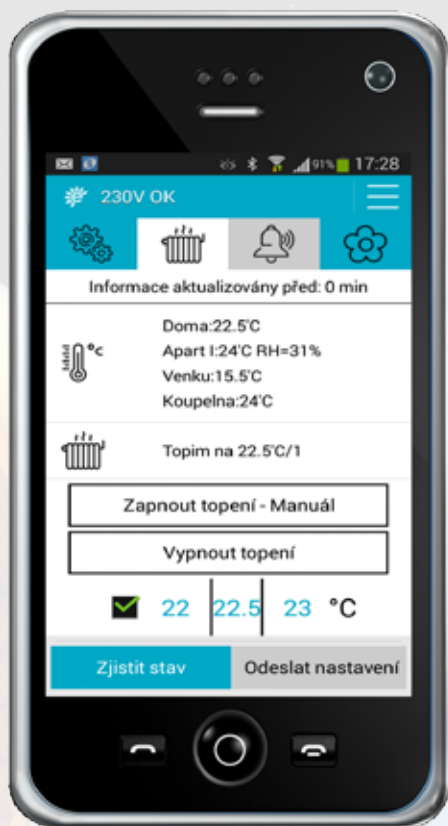 91% 17:28
230V OK
Informace aktualizovány před: 0 min
Doma:22.5°C
°c
Apart I:24°C RH=31%
Venku:15.5°C
Koupelna:24°C
Topim na 22.5°C/1
Zapnout topení - Manuál
Vypnout topení
22 22.5 23 °C
Zjistit stav Odeslat nastavení